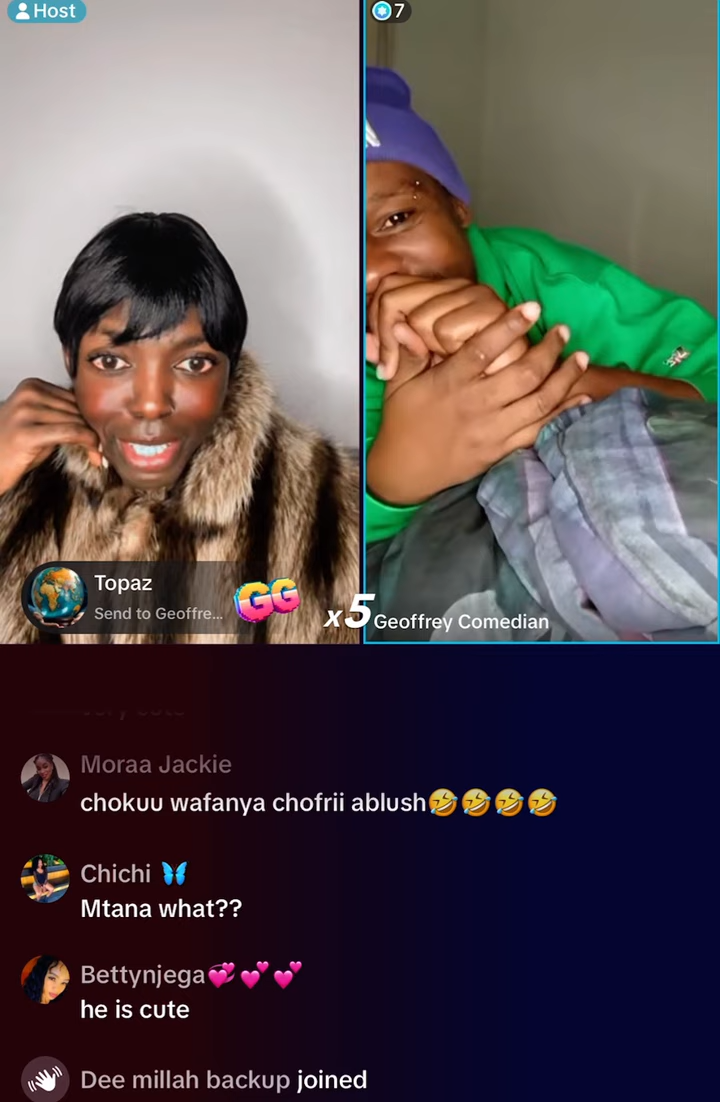 Host
7
Topaz
Send to Geoffre...
GG
x5
Geoffrey Comedian
Moraa Jackie
chokuu wafanya chofrii ablush🤣🤣🤣🤣
Chichi 🦋
Mtana what??
Bettynjega💞💕💕
he is cute
Dee millah backup joined